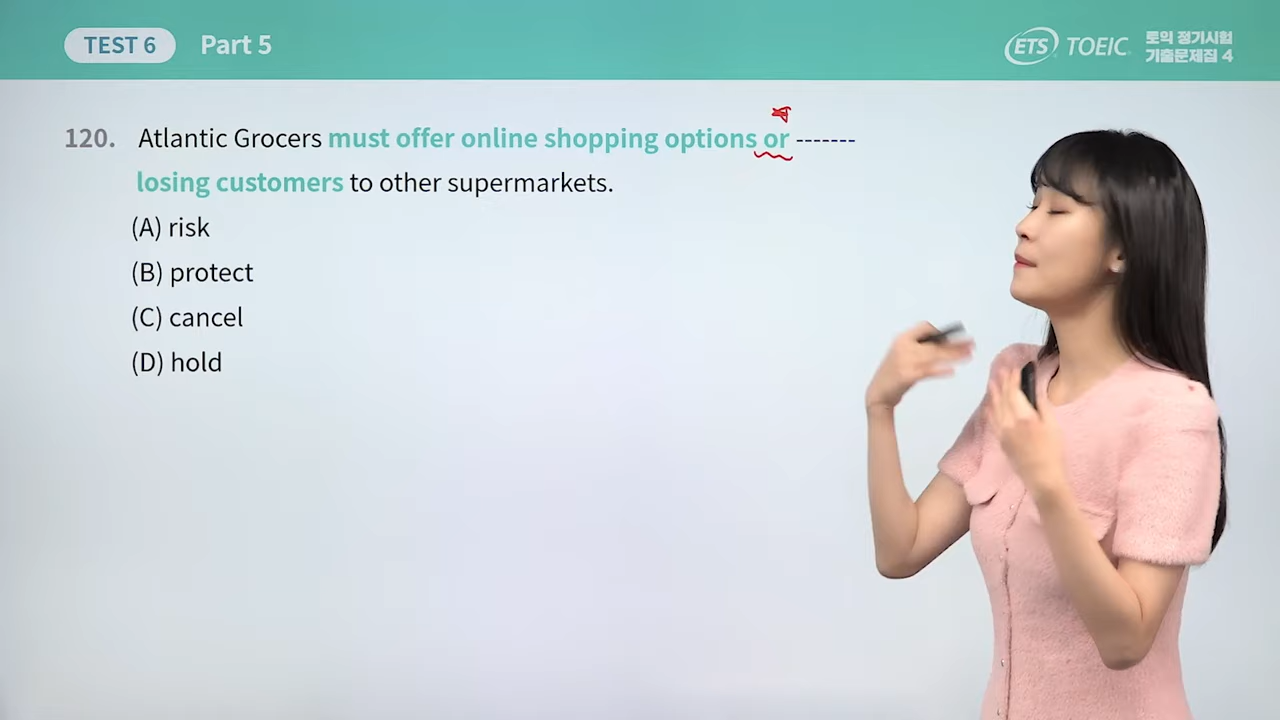 TEST 6 Part 5
ETS TOEIC 토익 정기시험
기출문제집 4
120. Atlantic Grocers must offer online shopping options or -------
losing customers to other supermarkets.
(A) risk
(B) protect
(C) cancel
(D) hold